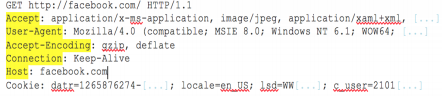 GET http://facebook.com/ HTTP/1.1
Accept: application/x-ms-application, image/jpeg, application/xaml+xml, [...]
User-Agent: Mozilla/4.0 (compatible; MSIE 8.0; Windows NT 6.1; WOW64; [...]
Accept-Encoding: gzip, deflate
Connection: Keep-Alive
Host: facebook.com
Cookie: datr=1265876274-[...]; locale=en_US; lsd=WW[...]; c_user=2101[...]